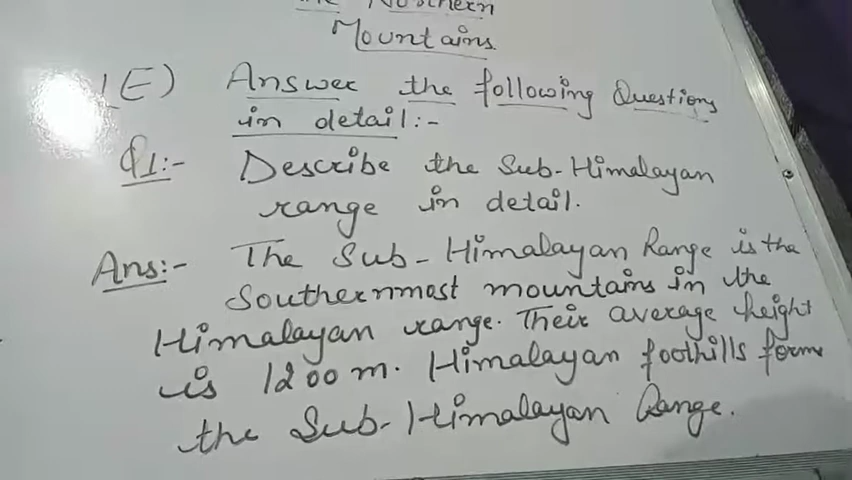 the Northern
Mountains.
(E) Answer the following Questions
in detail:-
Q1:- Describe the Sub-Himalayan
range in detail.
Ans:- The Sub-Himalayan Range is the
Southernmost mountains in the
Himalayan range. Their average height
is 1200 m. Himalayan foothills form
the Sub-Himalayan Range.